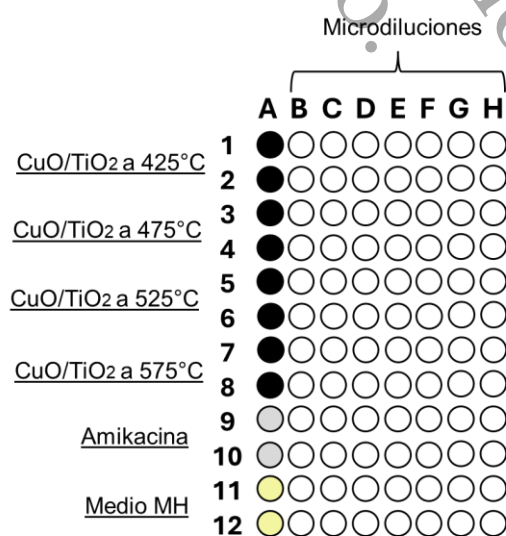 Microdiluciones
A B C D E F G H
1
CuO/TiO2 a 425°C
2
3
CuO/TiO2 a 475°C
4
5
CuO/TiO2 a 525°C
6
7
CuO/TiO2 a 575°C
8
9
Amikacina
10
11
Medio MH
12